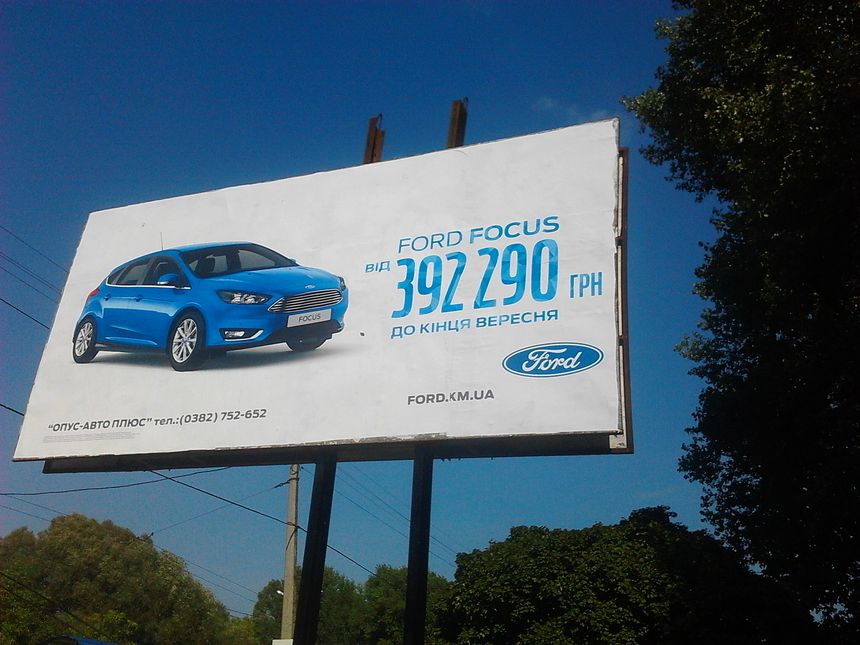 FORD FOCUS
ВІД 392 290 ГРН
ДО КІНЦЯ ВЕРЕСНЯ
Ford
FORD.KM.UA
FOCUS
"ОПУС-АВТО ПЛЮС" тел.:(0382) 752-652